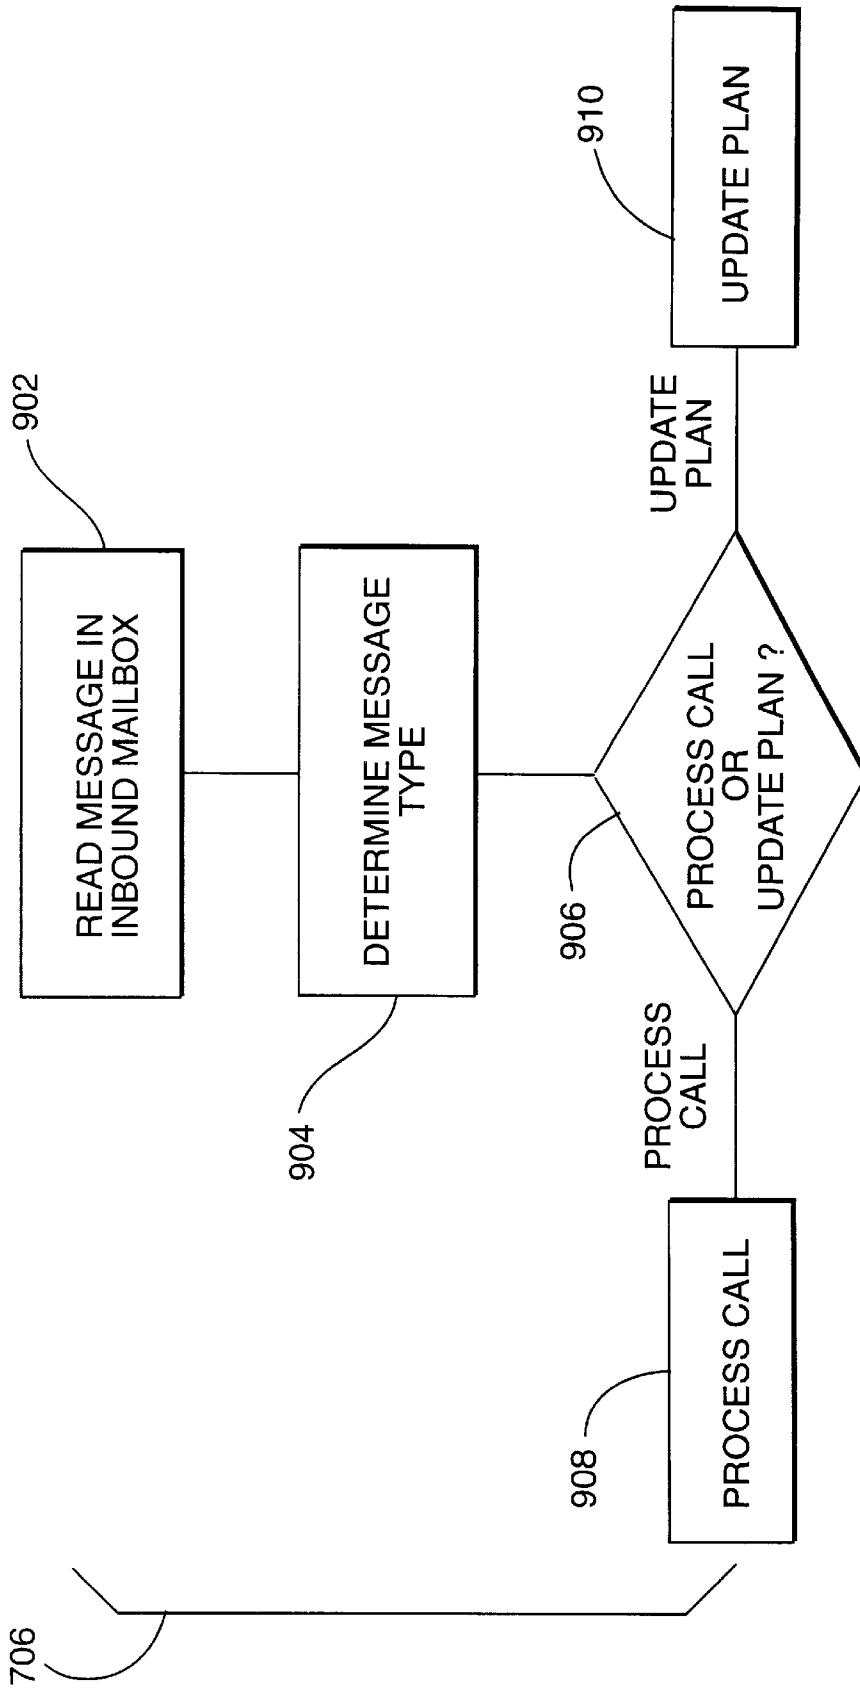 706
READ MESSAGE IN
INBOUND MAILBOX
902
DETERMINE MESSAGE
TYPE
904
PROCESS CALL
OR
UPDATE PLAN ?
906
PROCESS
CALL
PROCESS CALL
908
UPDATE
PLAN
UPDATE PLAN
910